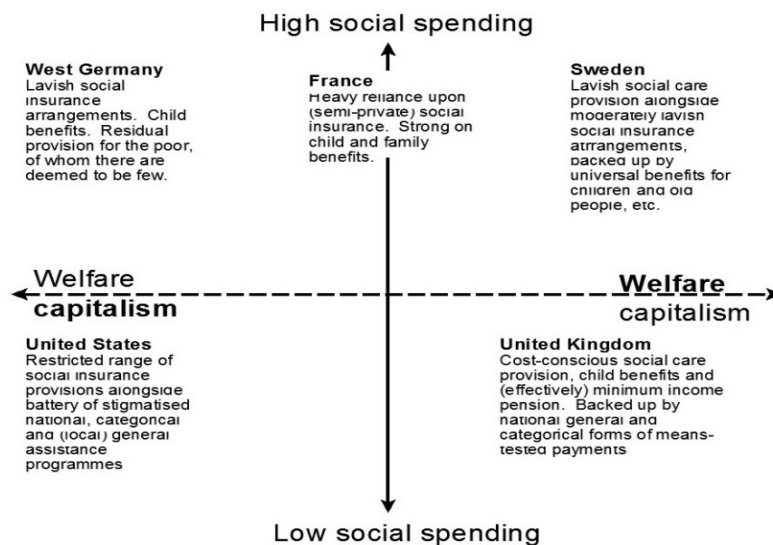 High social spending
West Germany
Lavish social
insurance
arrangements. Child
benefits. Residual
provision for the poor,
of whom there are
deemed to be few.
France
Heavy reliance upon
(semi-private) social
insurance. Strong on
child and family
benefits.
Sweden
Lavish social care
provision alongside
moderately lavish
social insurance
atrrangements,
backed up by
universal benefits for
children and old
people, etc.
Welfare
capitalism
Welfare
capitalism
United States
Restricted range of
social insurance
provisions alongside
battery of stigmatised
national, categorical
and (local) general
assistance
programmes
United Kingdom
Cost-conscious social care
provision, child benefits and
(effectively) minimum income
pension. Backed up by
national general and
categorical forms of means-
tested payments
Low social spending